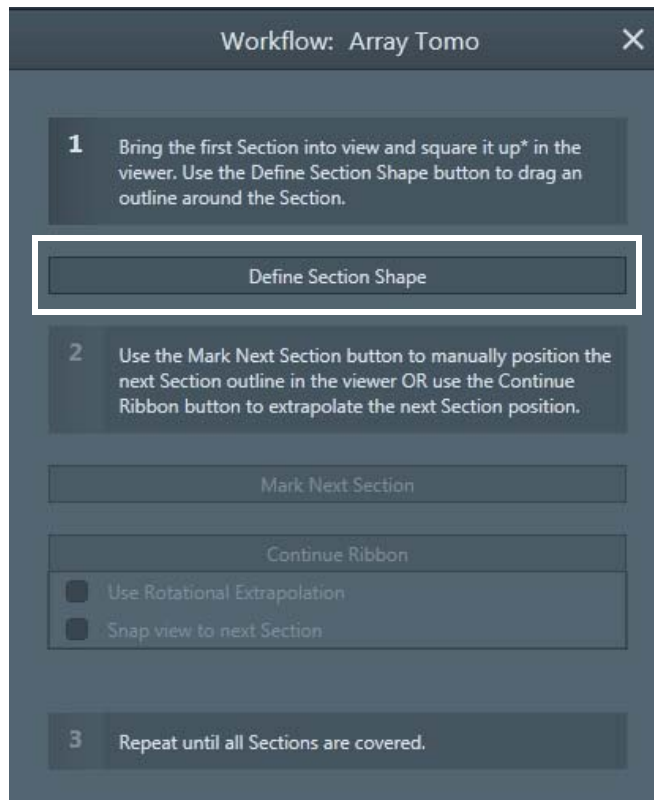 Workflow: Array Tomo
1
Bring the first Section into view and square it up* in the
viewer. Use the Define Section Shape button to drag an
outline around the Section.
Define Section Shape
2
Use the Mark Next Section button to manually position the
next Section outline in the viewer OR use the Continue
Ribbon button to extrapolate the next Section position.
Mark Next Section
Continue Ribbon
Use Rotational Extrapolation
Snap view to next Section
3
Repeat until all Sections are covered.